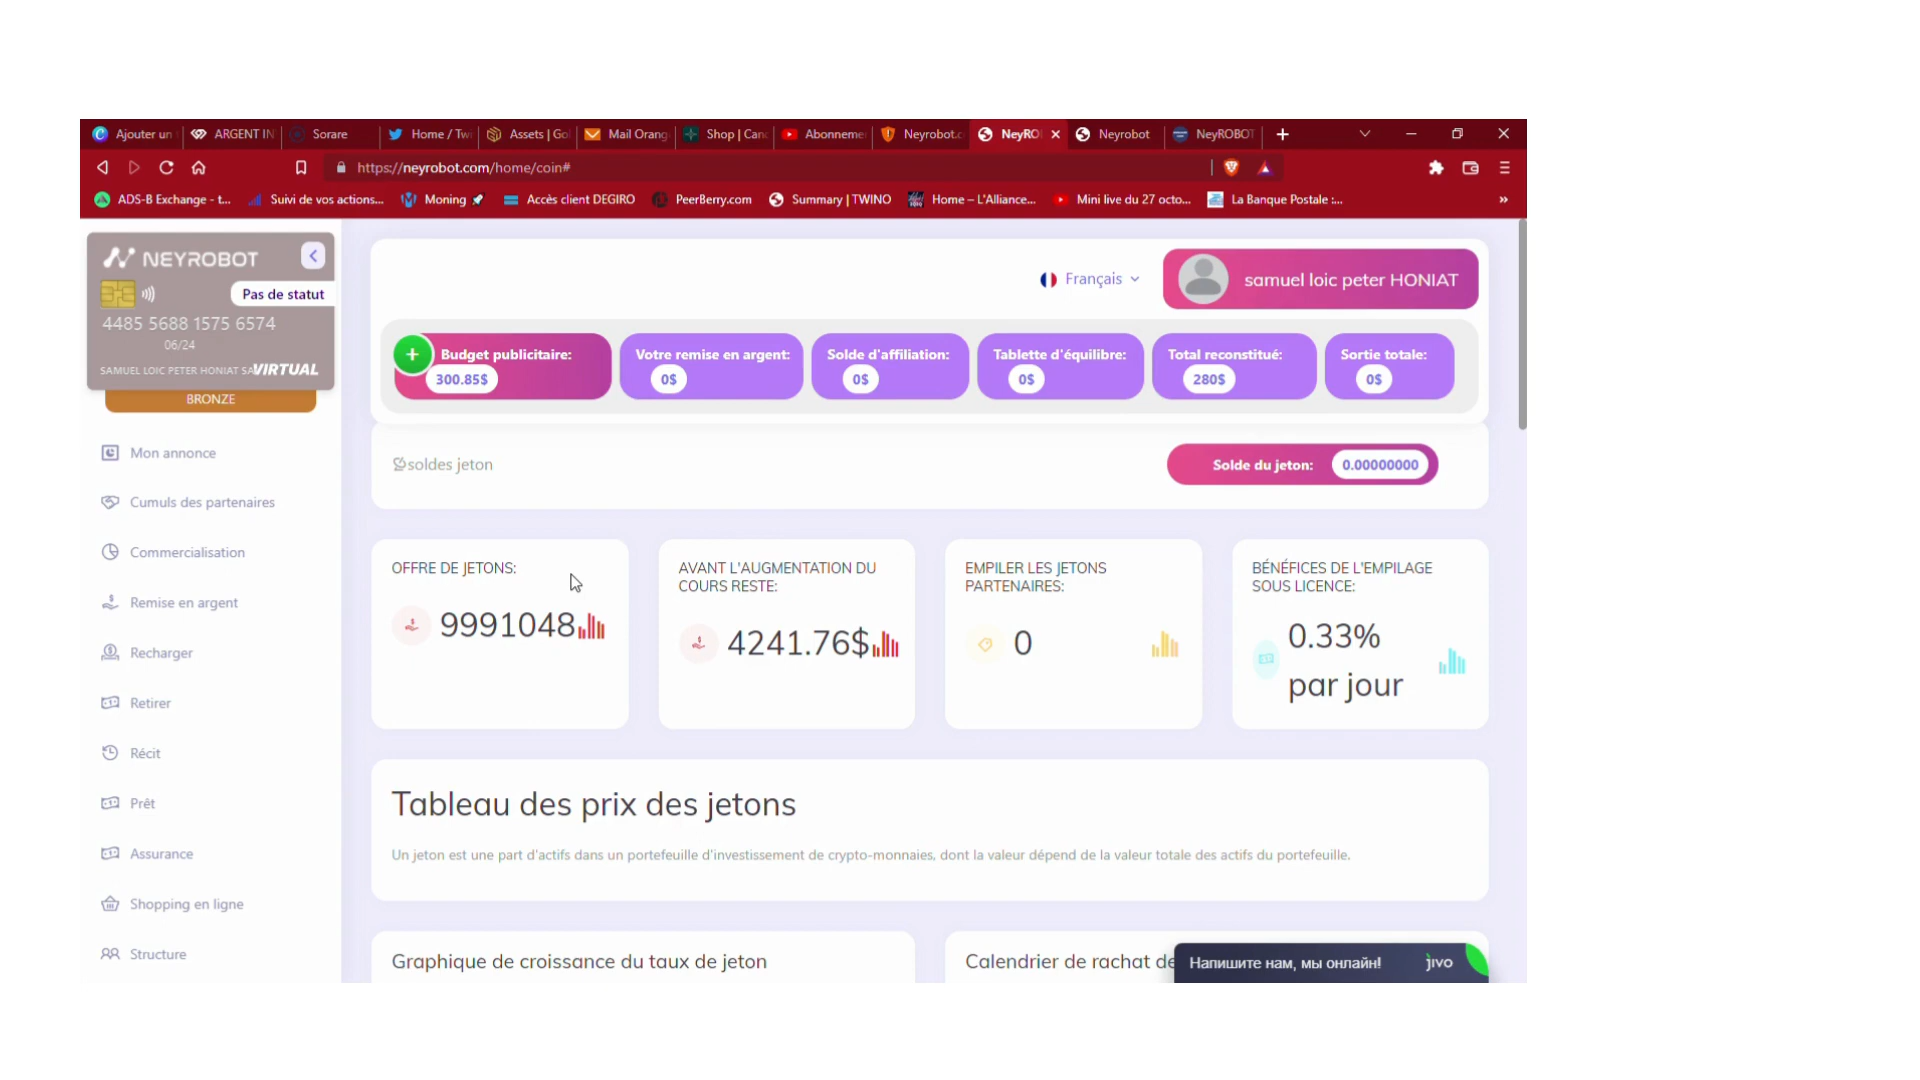 Ajouter un
ARGENT IN
Sorare
Home / Tw
Assets | Go
Mail Orang
Shop | Can
Abonneme
Neyrobot.c
NeyRO
Neyrobot
NeyROBOT
https://neyrobot.com/home/coin#
ADS-B Exchange - t...
Suivi de vos actions...
Moning
Accès client DEGIRO
PeerBerry.com
Summary | TWINO
Home – L'Alliance...
Mini live du 27 octo...
La Banque Postale :...
»
NEYROBOT
Pas de statut
4485 5688 1575 6574
06/24
SAMUEL LOIC PETER HONIAT SA
VIRTUAL
BRONZE
Mon annonce
Cumuls des partenaires
Commercialisation
Remise en argent
Recharger
Retirer
Récit
Prêt
Assurance
Shopping en ligne
Structure
Français
samuel loic peter HONIAT
Budget publicitaire:
300.85$
Votre remise en argent:
0$
Solde d'affiliation:
0$
Tablette d'équilibre:
0$
Total reconstitué:
280$
Sortie totale:
0$
soldes jeton
Solde du jeton: 0.00000000
OFFRE DE JETONS:
9991048
AVANT L'AUGMENTATION DU
COURS RESTE:
4241.76$
EMPILER LES JETONS
PARTENAIRES:
0
BÉNÉFICES DE L'EMPILAGE
SOUS LICENCE:
0.33%
par jour
Tableau des prix des jetons
Un jeton est une part d'actifs dans un portefeuille d'investissement de crypto-monnaies, dont la valeur dépend de la valeur totale des actifs du portefeuille.
Graphique de croissance du taux de jeton
Calendrier de rachat de
Напишите нам, мы онлайн!
jivo